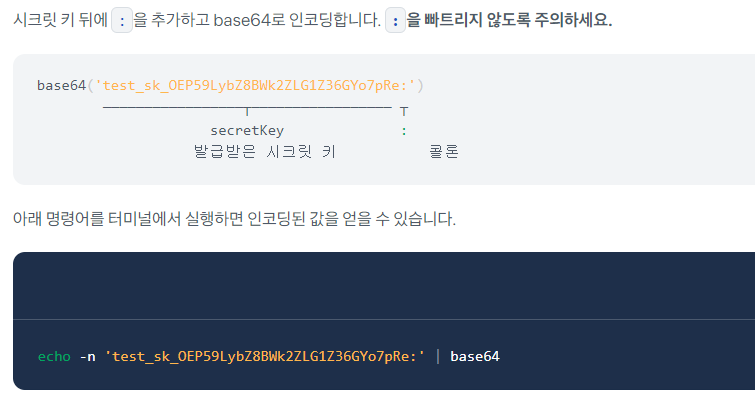 시크릿 키 뒤에 : 을 추가하고 base64로 인코딩합니다. : 을 빠트리지 않도록 주의하세요.
base64('test_sk_OEP59LybZ8BWk2ZLG1Z36GYo7pRe:')
secretKey :
발급받은 시크릿 키 콜론
아래 명령어를 터미널에서 실행하면 인코딩된 값을 얻을 수 있습니다.
echo -n 'test_sk_OEP59LybZ8BWk2ZLG1Z36GYo7pRe:' | base64